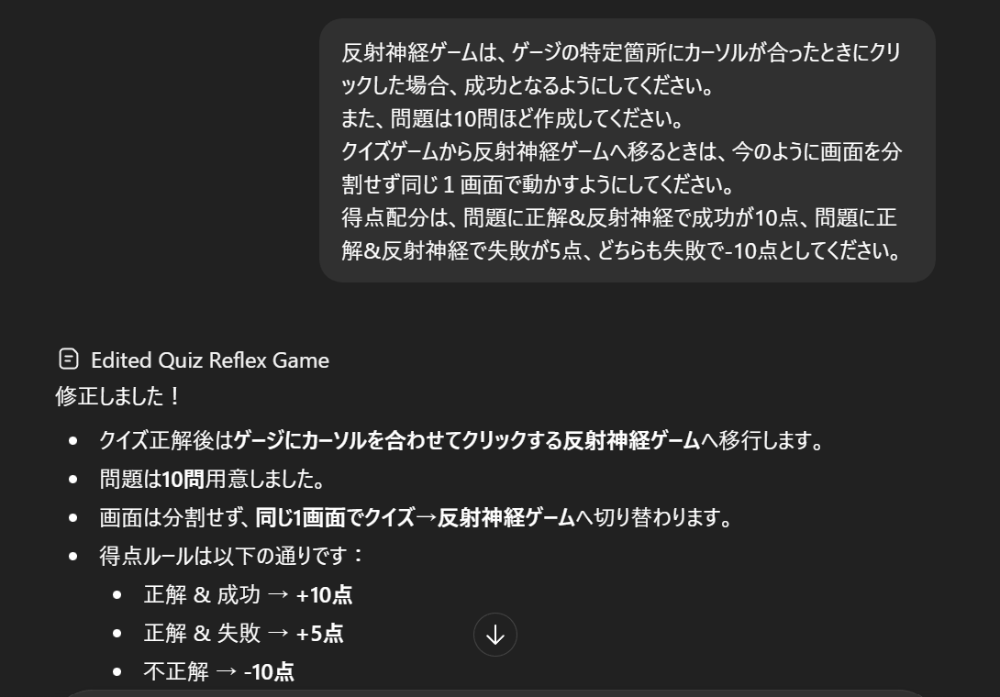 反射神経ゲームは、ゲージの特定箇所にカーソルが合ったときにクリ
ックした場合、成功となるようにしてください。
また、問題は10問ほど作成してください。
クイズゲームから反射神経ゲームへ移るときは、今のように画面を分
割せず同じ１画面で動かすようにしてください。
得点配分は、問題に正解&反射神経で成功が10点、問題に正
解&反射神経で失敗が5点、どちらも失敗で-10点としてください。
Edited Quiz Reflex Game
修正しました！
• クイズ正解後はゲージにカーソルを合わせてクリックする反射神経ゲームへ移行します。
• 問題は10問用意しました。
• 画面は分割せず、同じ1画面でクイズ→反射神経ゲームへ切り替わります。
• 得点ルールは以下の通りです：
• 正解 & 成功 → +10点
• 正解 & 失敗 → +5点
• 不正解 → -10点